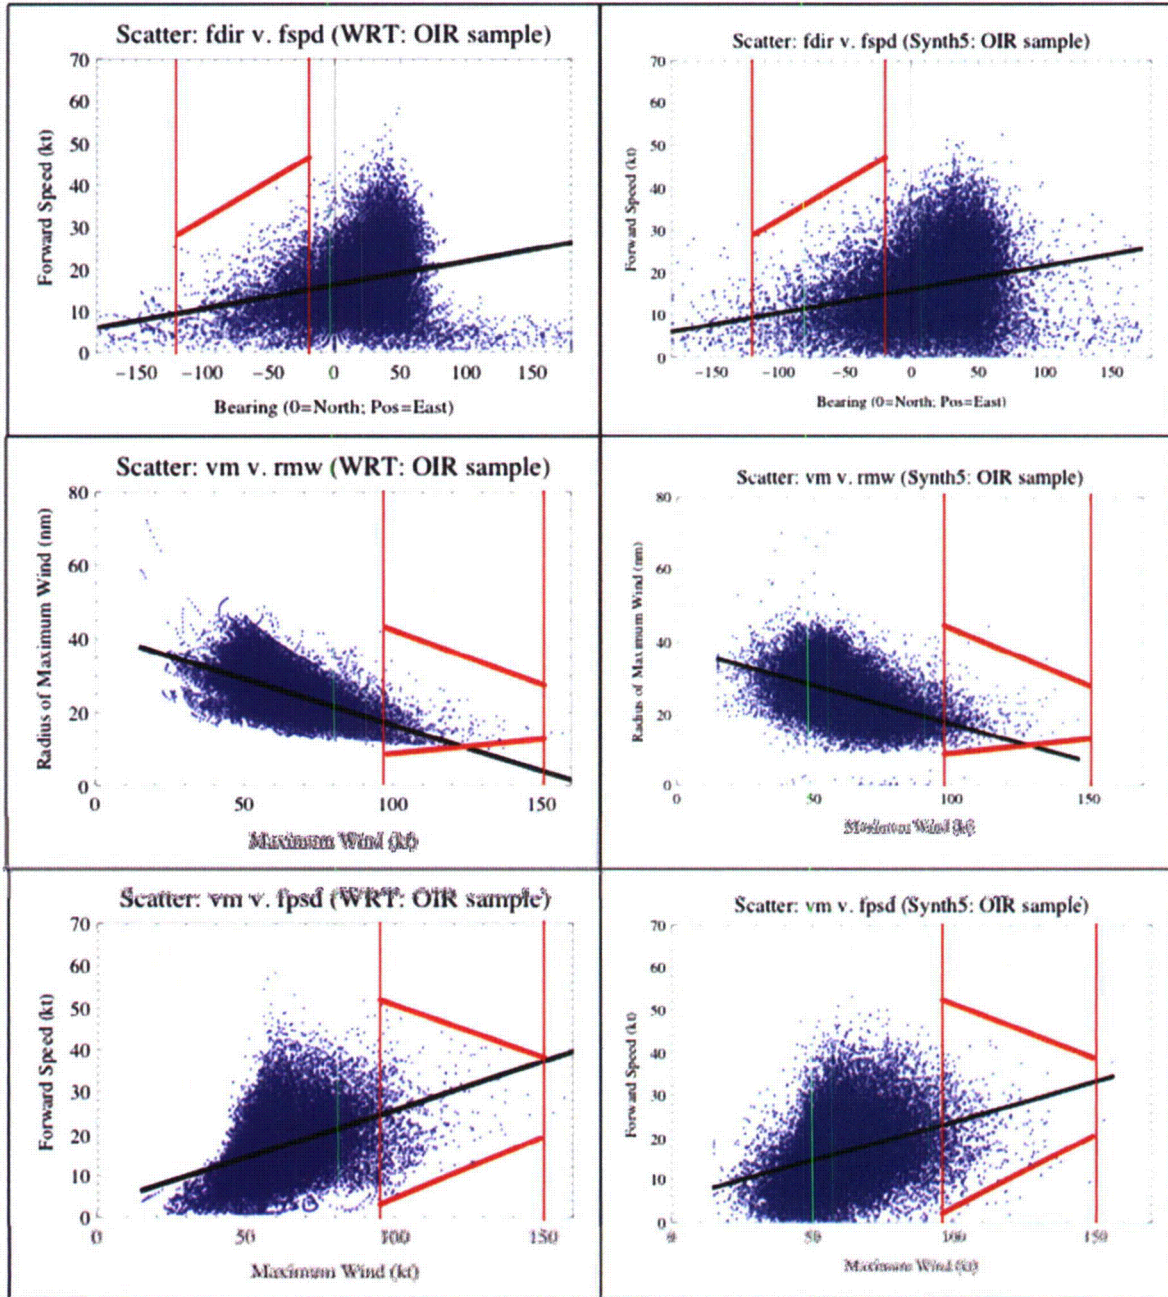 Scatter: fdir v. fspd (WRT: OIR sample)
70
60
50
40
30
20
10
0
Forward Speed (kt)
−150 −100 −50 0 50 100 150
Bearing (0=North; Pos=East)
Scatter: fdir v. fspd (Synth5: OIR sample)
70
60
50
40
30
20
10
0
Forward Speed (kt)
−150 −100 −50 0 50 100 150
Bearing (0=North; Pos=East)
Scatter: vm v. rmw (WRT: OIR sample)
80
60
40
20
0
Radius of Maximum Wind (nm)
0 50 100 150
Maximum Wind (kt)
Scatter: vm v. rmw (Synth5: OIR sample)
80
60
40
20
0
Radius of Maximum Wind (nm)
0 50 100 150
Maximum Wind (kt)
Scatter: vm v. fpsd (WRT: OIR sample)
70
60
50
40
30
20
10
0
Forward Speed (kt)
0 50 100 150
Maximum Wind (kt)
Scatter: vm v. fpsd (Synth5: OIR sample)
70
60
50
40
30
20
10
0
Forward Speed (kt)
0 50 100 150
Maximum Wind (kt)